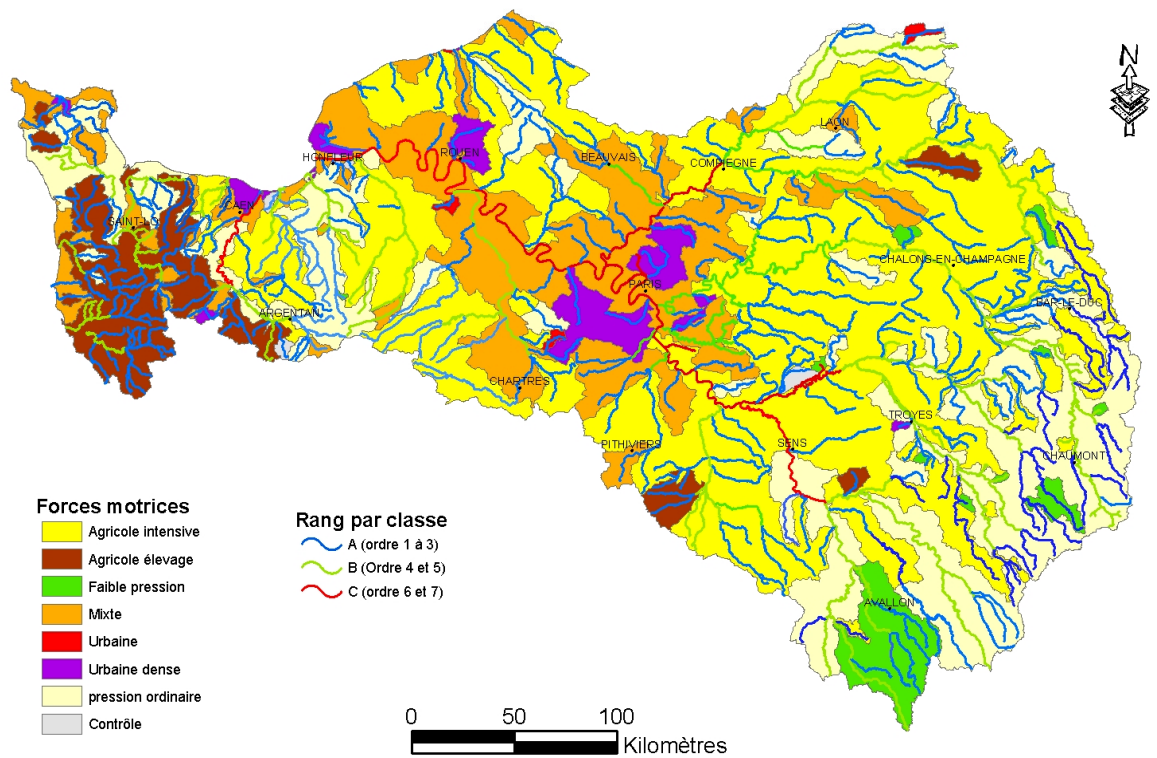 N
LAON
HONFLEUR
ROUEN
BEAUVAIS
COMPIEGNE
CAEN
SAINT-LO
CHALONS-EN-CHAMPAGNE
PARIS
BAR-LE-DUC
ARGENTAN
CHARTRES
TROYES
PITHIVIERS
SENS
CHAUMONT
AVALLON
Forces motrices
Agricole intensive
Agricole élevage
Faible pression
Mixte
Urbaine
Urbaine dense
pression ordinaire
Contrôle
Rang par classe
A (ordre 1 à 3)
B (Ordre 4 et 5)
C (ordre 6 et 7)
0 50 100
Kilomètres